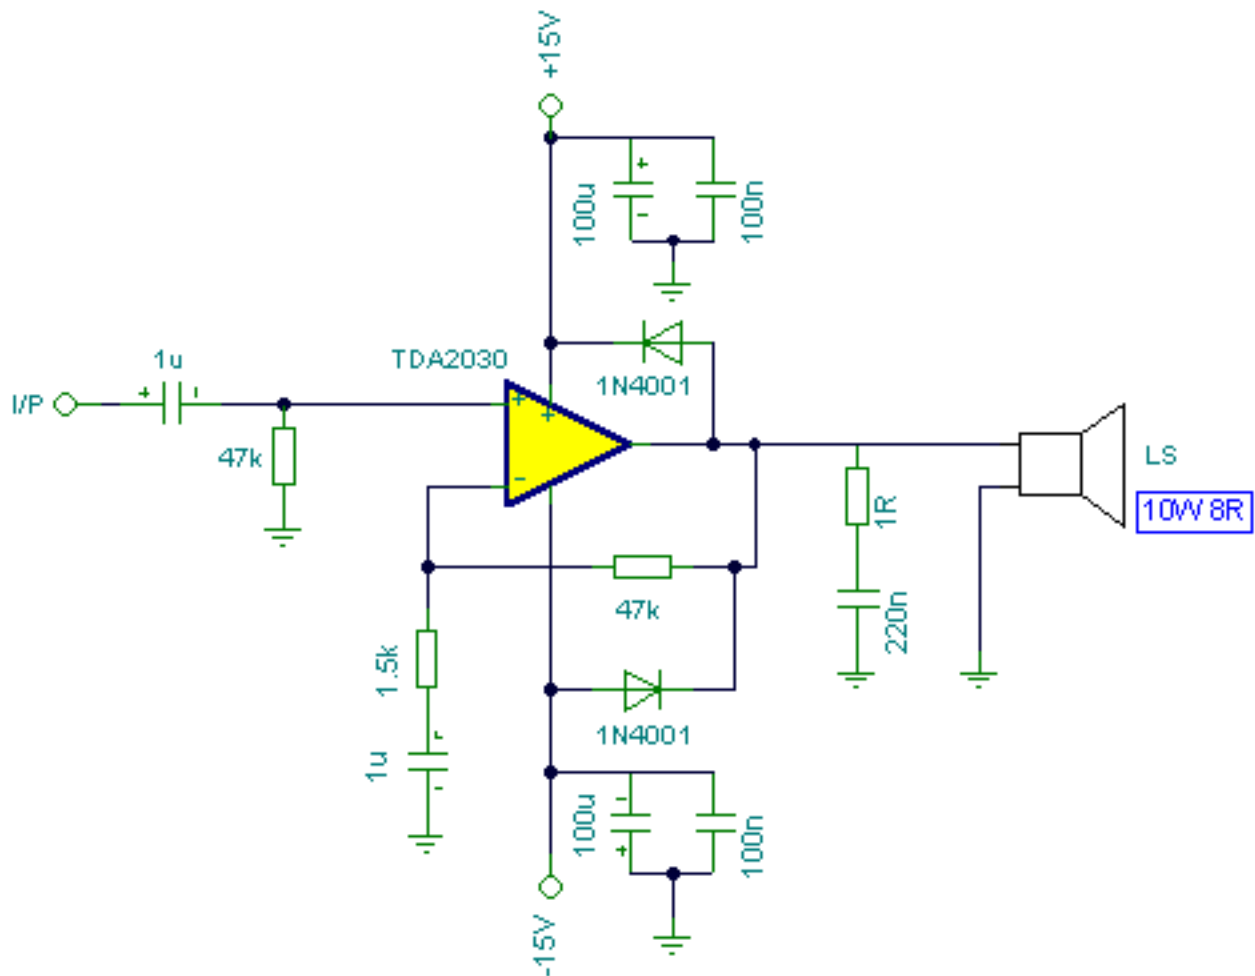 +15V
+
100u
-
100n
1u
TDA2030
1N4001
I/P
+
-
+
+
47k
-
LS
10W 8R
1R
47k
220n
1.5k
1N4001
1u
-
-
100u
+
100n
-15V